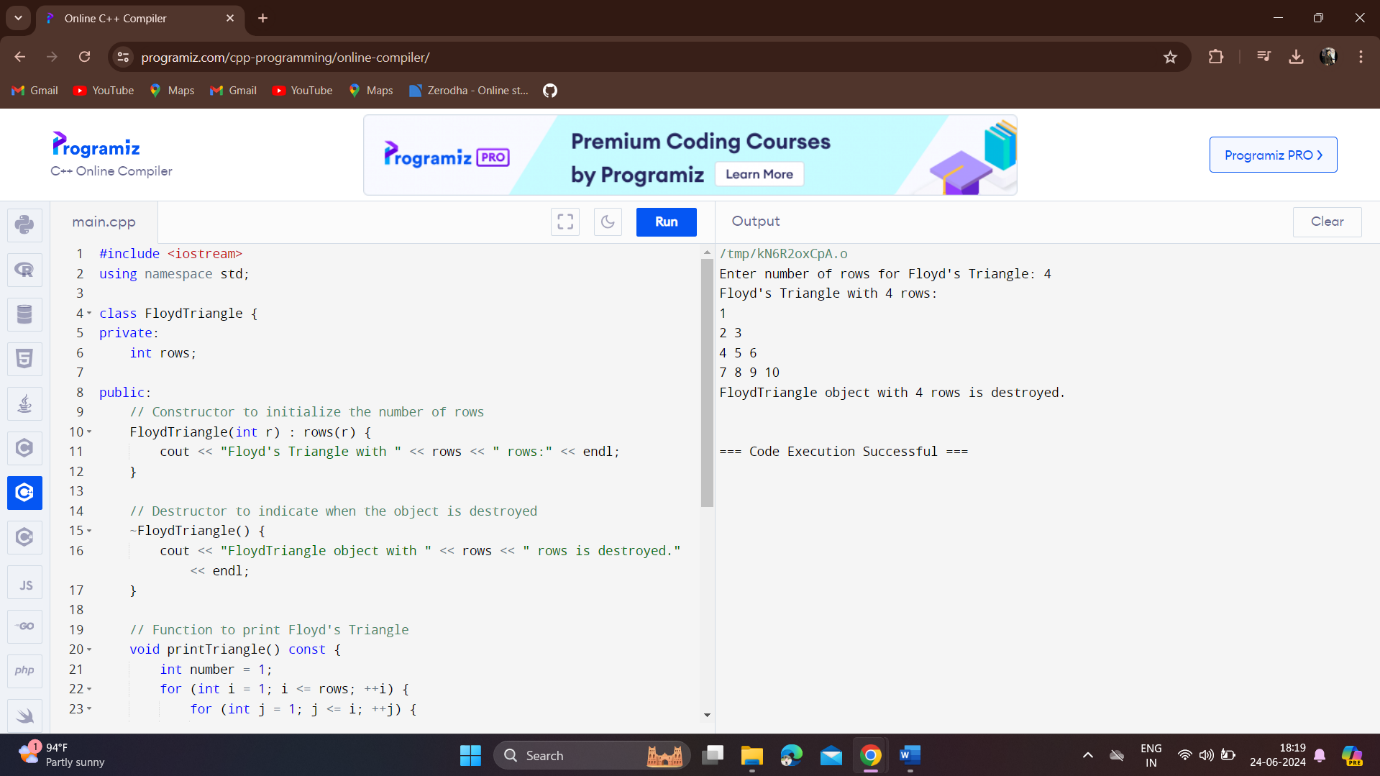 Online C++ Compiler
programiz.com/cpp-programming/online-compiler/
Gmail YouTube Maps Gmail YouTube Maps Zerodha - Online st...
Programiz
C++ Online Compiler
Programiz PRO
Premium Coding Courses
by Programiz Learn More
Programiz PRO >
main.cpp
Run
1 #include <iostream>
2 using namespace std;
3
4 class FloydTriangle {
5 private:
6 int rows;
7
8 public:
9 // Constructor to initialize the number of rows
10 FloydTriangle(int r) : rows(r) {
11 cout << "Floyd's Triangle with " << rows << " rows:" << endl;
12 }
13
14 // Destructor to indicate when the object is destroyed
15 ~FloydTriangle() {
16 cout << "FloydTriangle object with " << rows << " rows is destroyed."
<< endl;
17 }
18
19 // Function to print Floyd's Triangle
20 void printTriangle() const {
21 int number = 1;
22 for (int i = 1; i <= rows; ++i) {
23 for (int j = 1; j <= i; ++j) {
Output
Clear
/tmp/kN6R2oxCpA.o
Enter number of rows for Floyd's Triangle: 4
Floyd's Triangle with 4 rows:
1
2 3
4 5 6
7 8 9 10
FloydTriangle object with 4 rows is destroyed.
=== Code Execution Successful ===
JS
GO
php
1
94°F
Partly sunny
Search
W
ENG
IN
18:19
24-06-2024
PRE